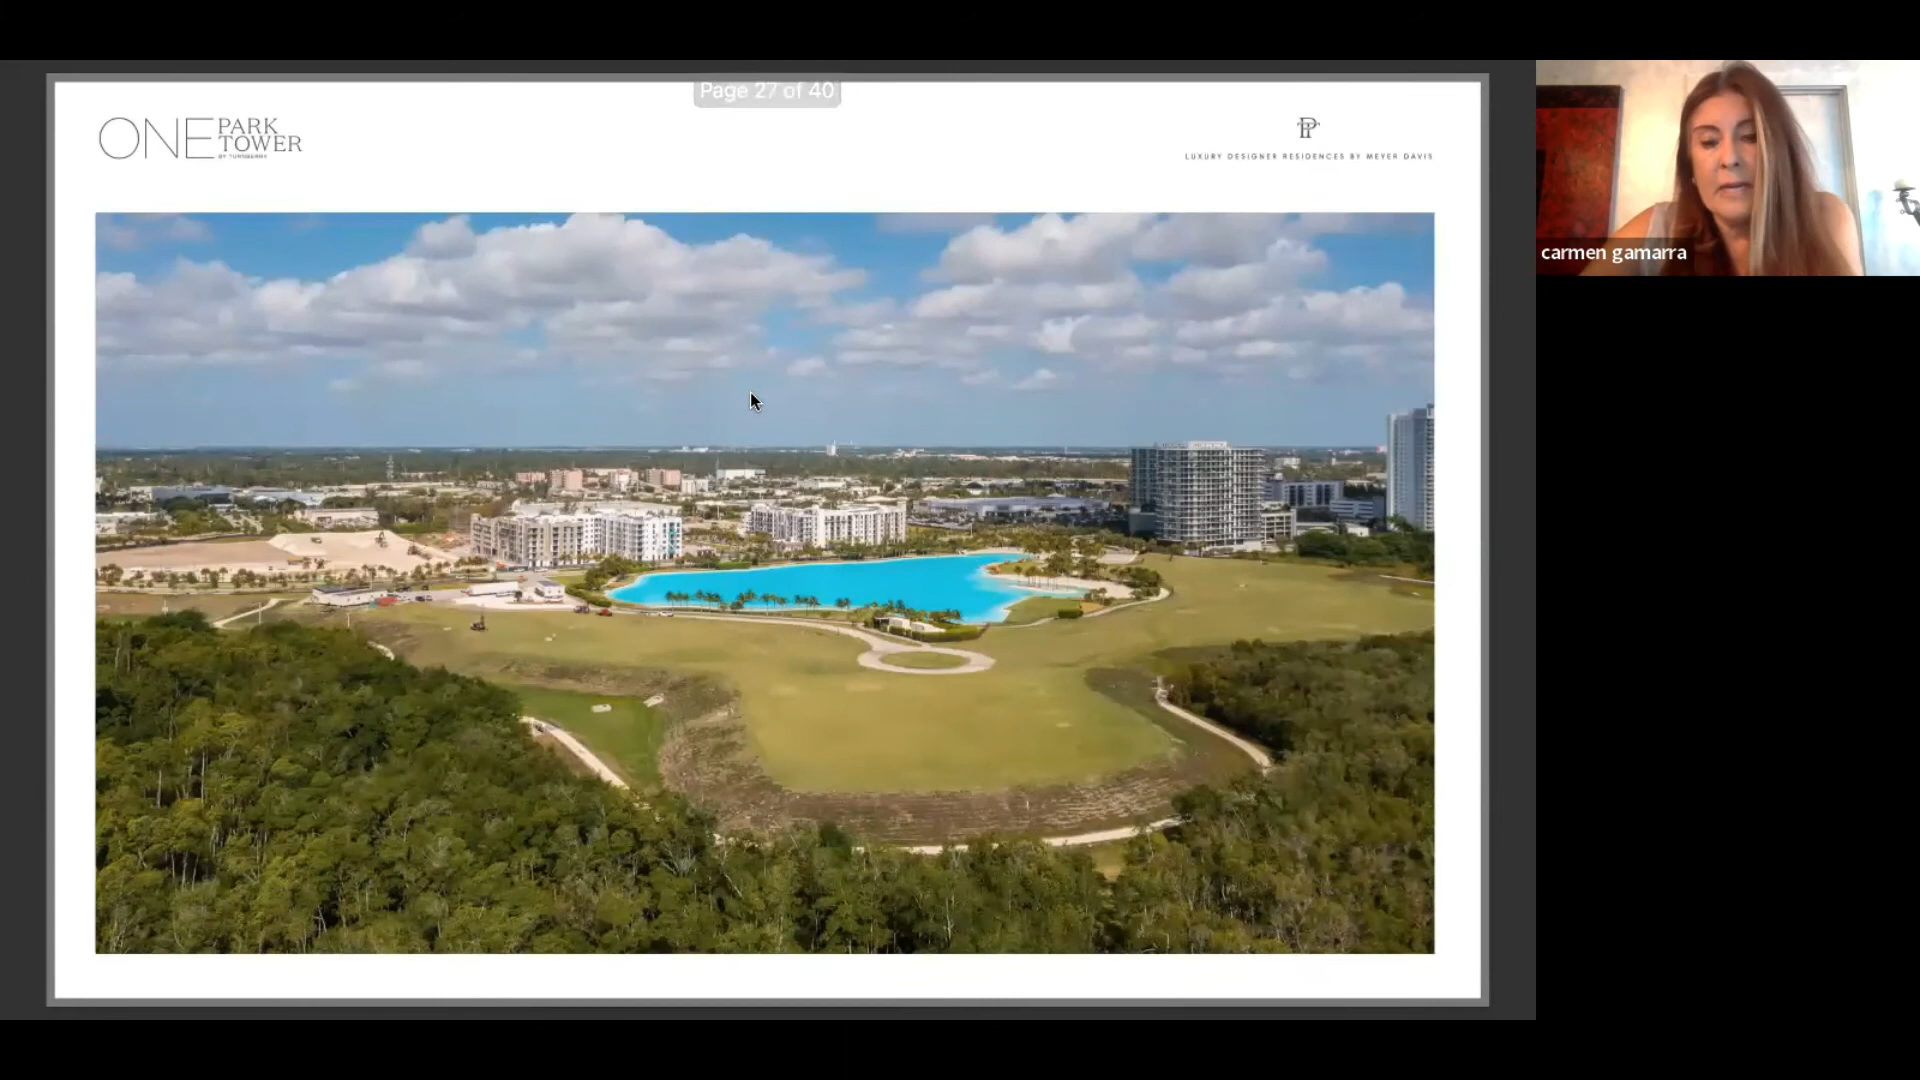 Page 27 of 40
ONE PARK
TOWER
BY TURNBERRY
LUXURY DESIGNER RESIDENCES BY MEYER DAVIS
carmen gamarra